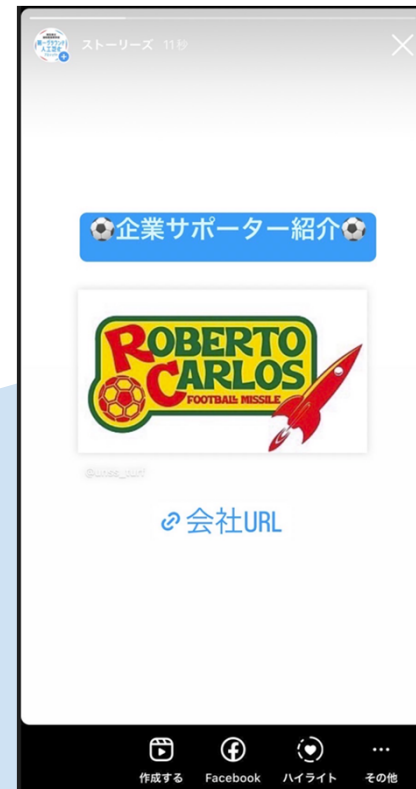 ストーリーズ 11秒
⚽企業サポーター紹介⚽
ROBERTO
CARLOS
FOOTBALL MISSILE
会社URL
作成する Facebook ハイライト その他